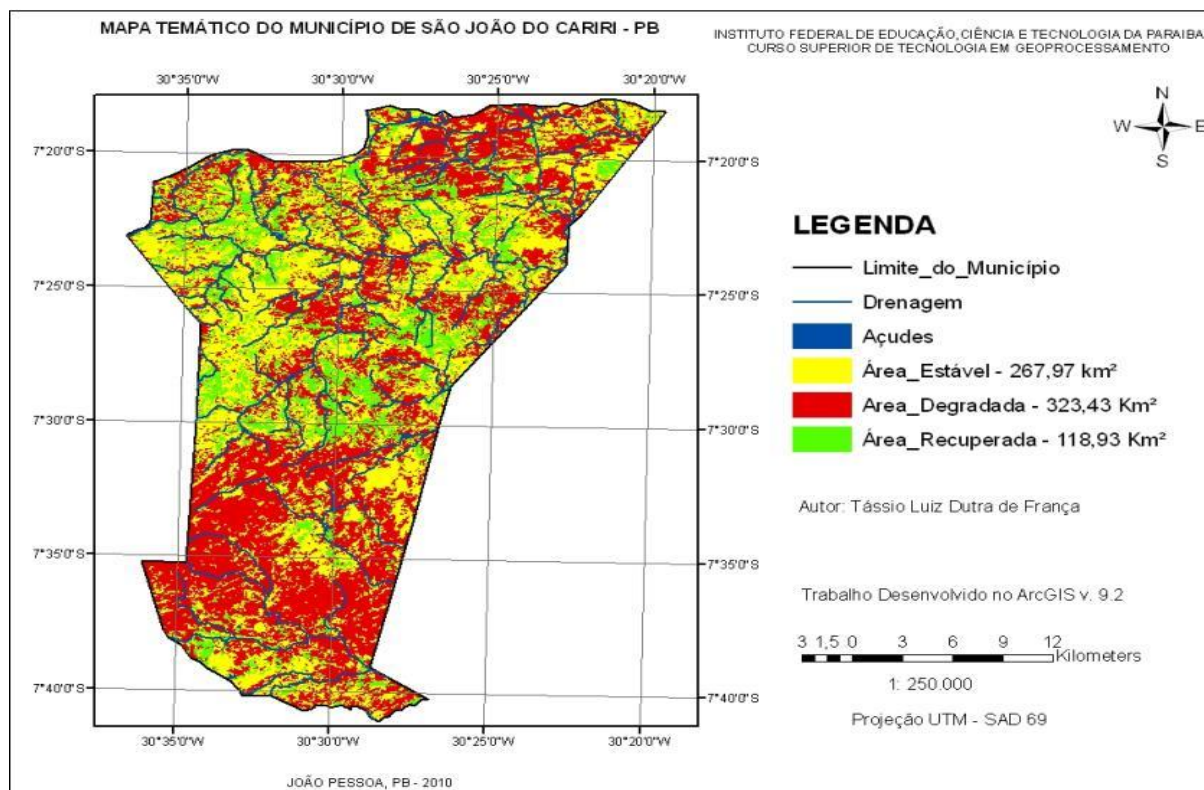 MAPA TEMÁTICO DO MUNICÍPIO DE SÃO JOÃO DO CARIRI - PB
INSTITUTO FEDERAL DE EDUCAÇÃO, CIÊNCIA E TECNOLOGIA DA PARAIBA
CURSO SUPERIOR DE TECNOLOGIA EM GEOPROCESSAMENTO
30°35'0"W 30°30'0"W 30°25'0"W 30°20'0"W
N
W E
S
7°20'0"S 7°20'0"S
7°25'0"S 7°25'0"S
7°30'0"S 7°30'0"S
7°35'0"S 7°35'0"S
7°40'0"S 7°40'0"S
30°35'0"W 30°30'0"W 30°25'0"W 30°20'0"W
LEGENDA
Limite_do_Município
Drenagem
Açudes
Área_Estável - 267,97 km²
Area_Degradada - 323,43 Km²
Área_Recuperada - 118,93 Km²
Autor: Tássio Luiz Dutra de França
Trabalho Desenvolvido no ArcGIS v. 9.2
3 1,5 0 3 6 9 12
Kilometers
1: 250.000
Projeção UTM - SAD 69
JOÃO PESSOA, PB - 2010